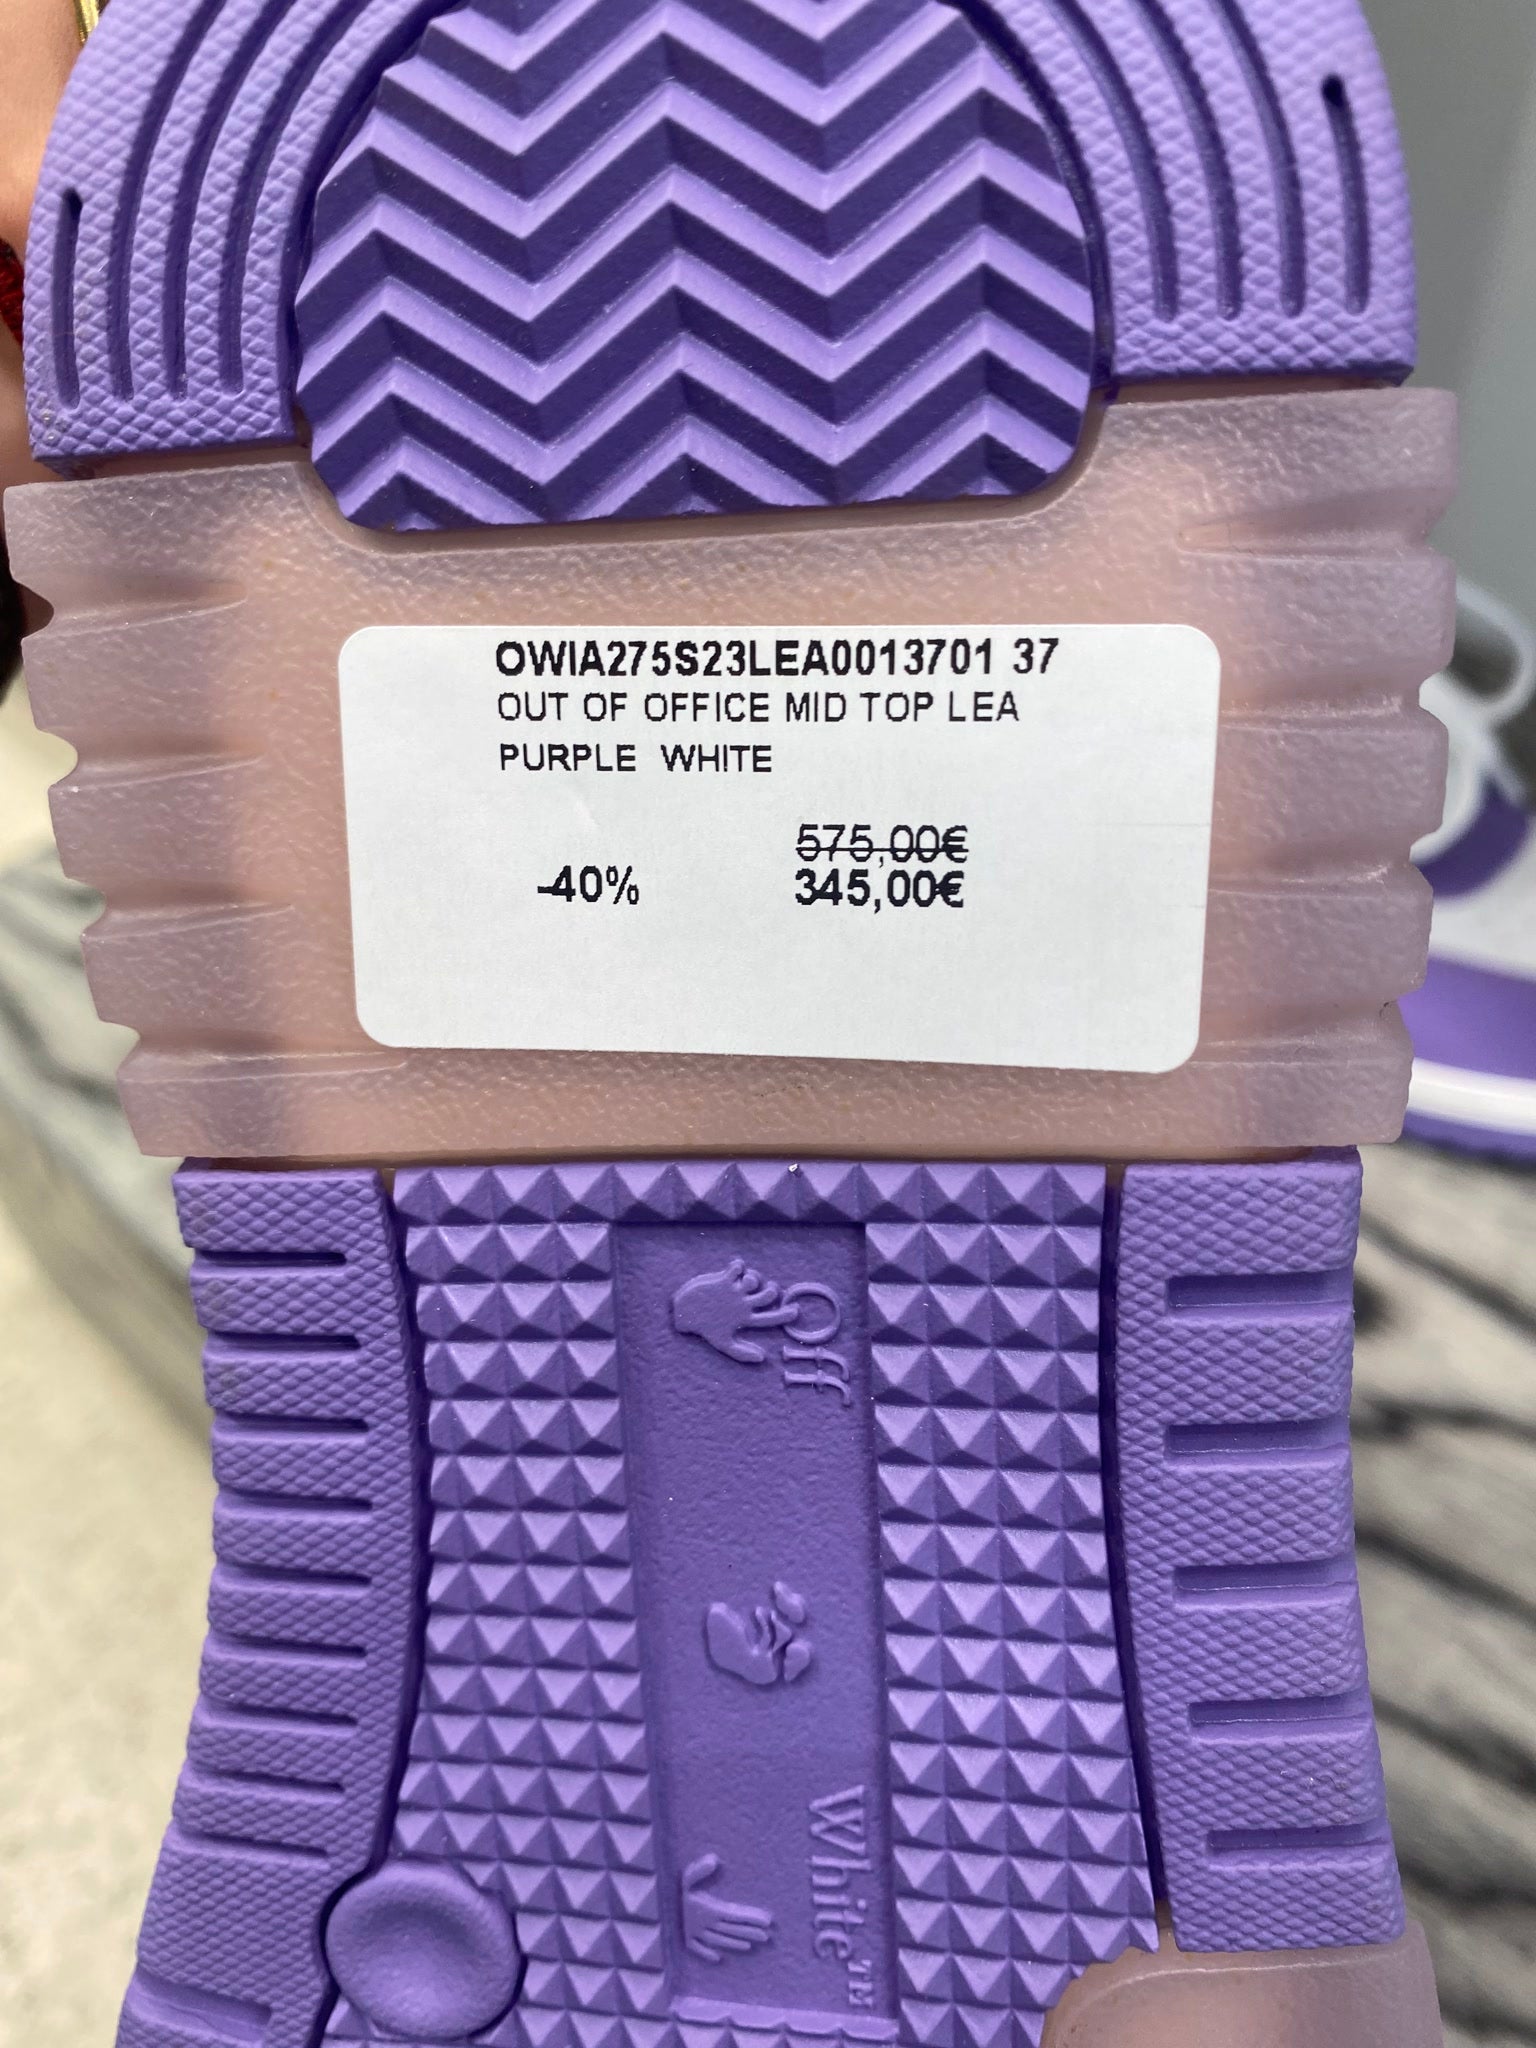 OWIA275S23LEA0013701 37
OUT OF OFFICE MID TOP LEA
PURPLE WHITE
575,00€
-40% 345,00€
Off
White™